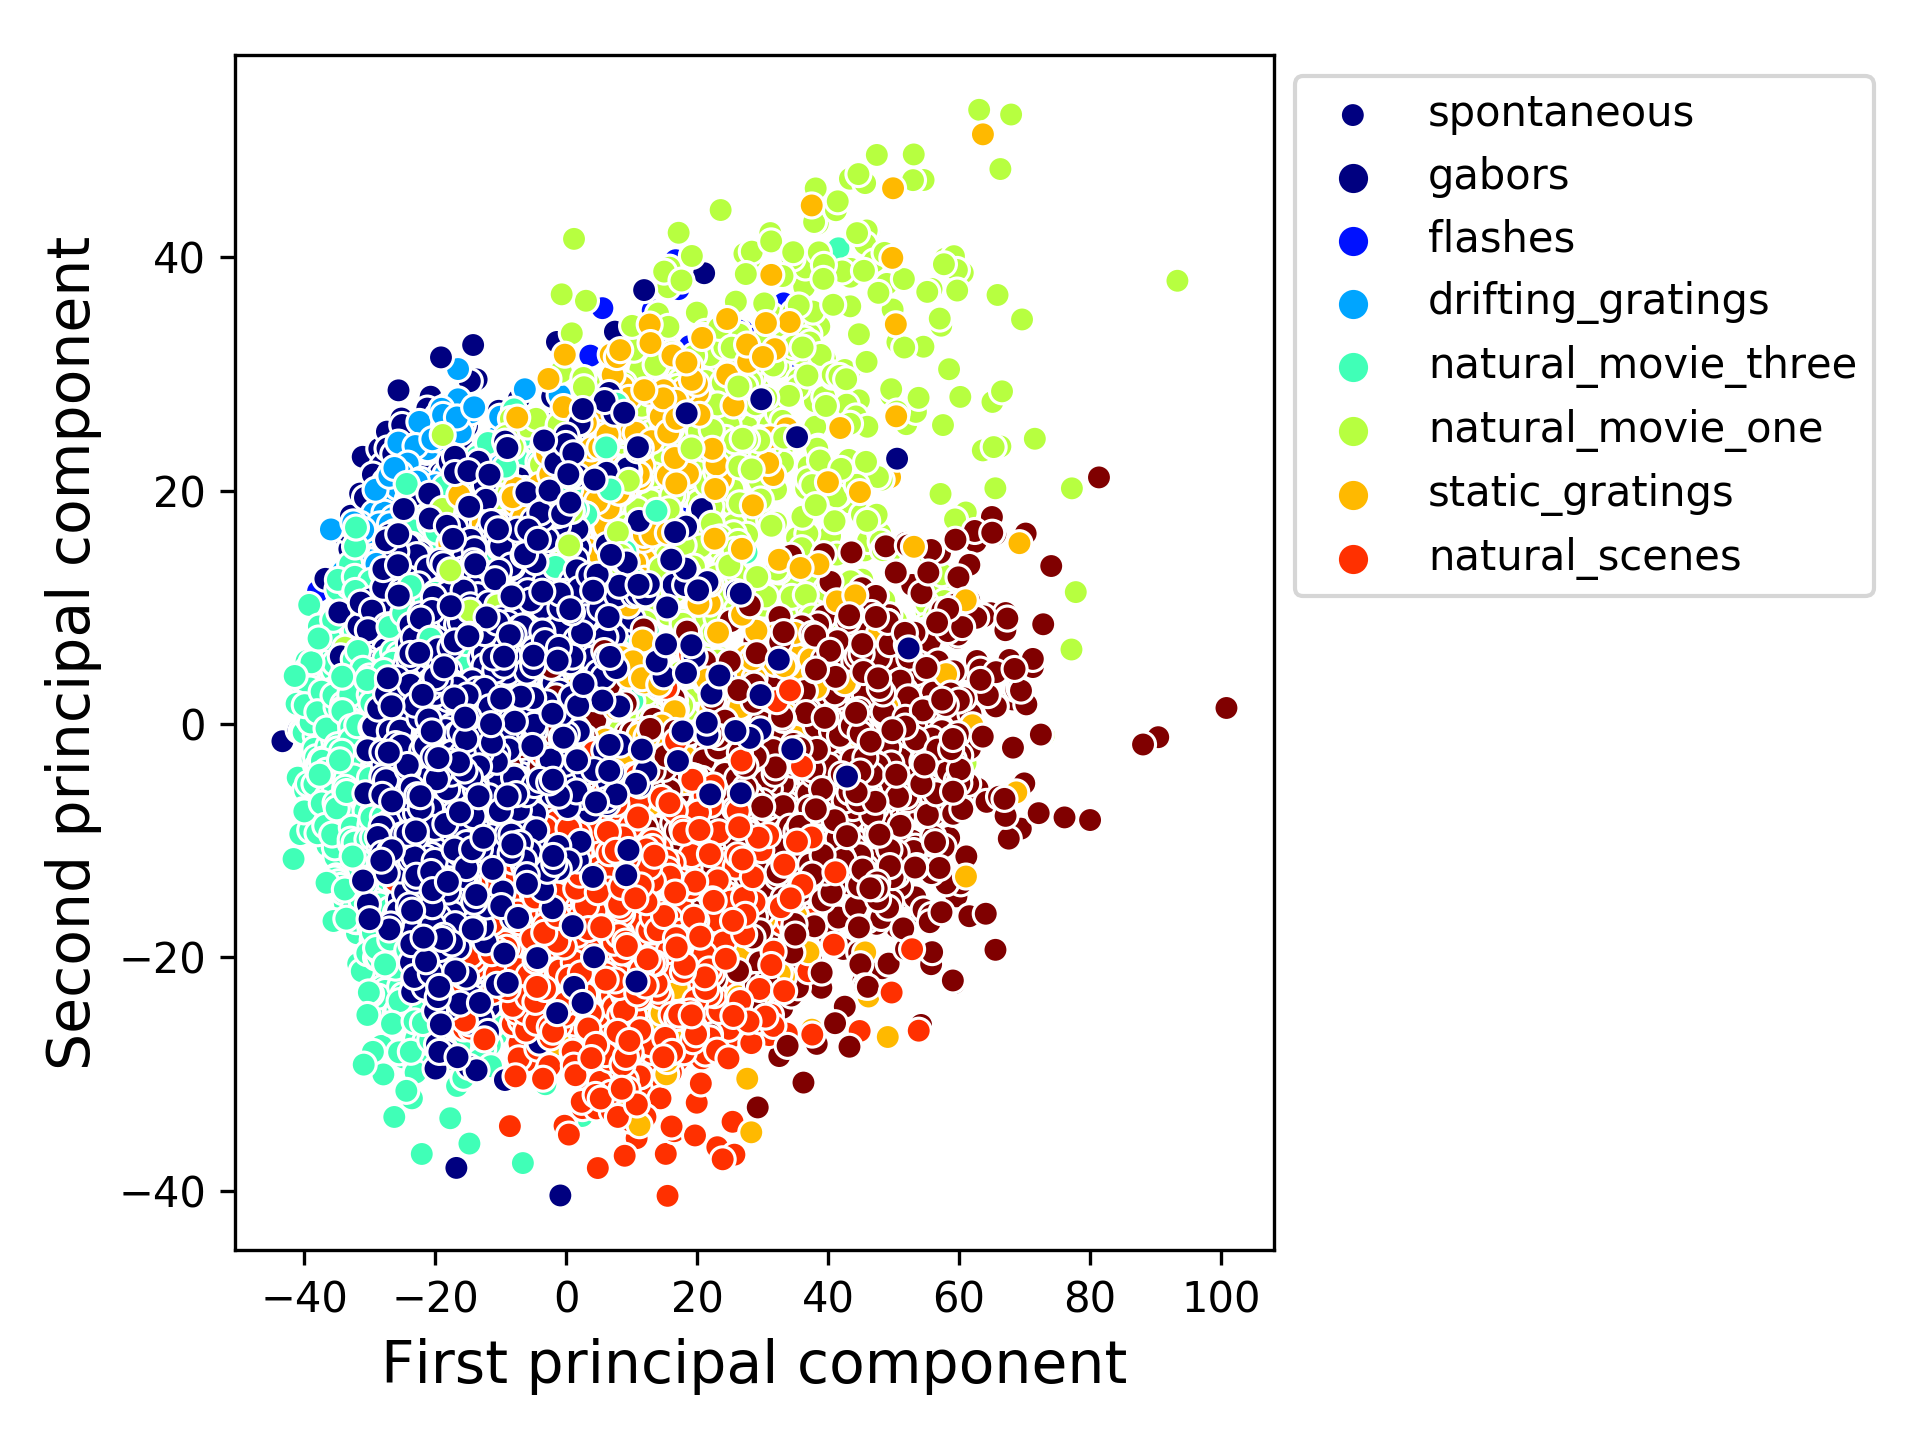 spontaneous
gabors
flashes
drifting_gratings
natural_movie_three
natural_movie_one
static_gratings
natural_scenes
40
20
0
−20
−40
Second principal component
−40 −20 0 20 40 60 80 100
First principal component